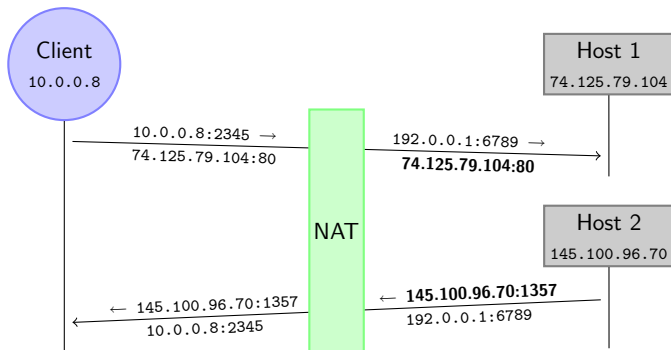 Client
10.0.0.8
Host 1
74.125.79.104
10.0.0.8:2345 →
74.125.79.104:80
192.0.0.1:6789 →
74.125.79.104:80
NAT
Host 2
145.100.96.70
← 145.100.96.70:1357
10.0.0.8:2345
← 145.100.96.70:1357
192.0.0.1:6789